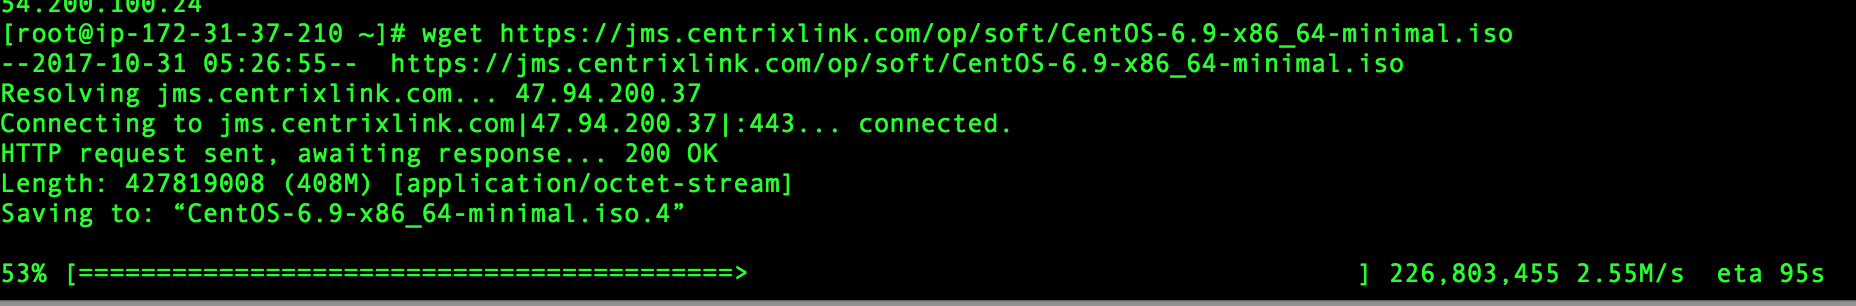 54.200.100.24
[root@ip-172-31-37-210 ~]# wget https://jms.centrixlink.com/op/soft/CentOS-6.9-x86_64-minimal.iso
--2017-10-31 05:26:55--  https://jms.centrixlink.com/op/soft/CentOS-6.9-x86_64-minimal.iso
Resolving jms.centrixlink.com... 47.94.200.37
Connecting to jms.centrixlink.com|47.94.200.37|:443... connected.
HTTP request sent, awaiting response... 200 OK
Length: 427819008 (408M) [application/octet-stream]
Saving to: “CentOS-6.9-x86_64-minimal.iso.4”
53% [==========================================>                                       ] 226,803,455 2.55M/s  eta 95s